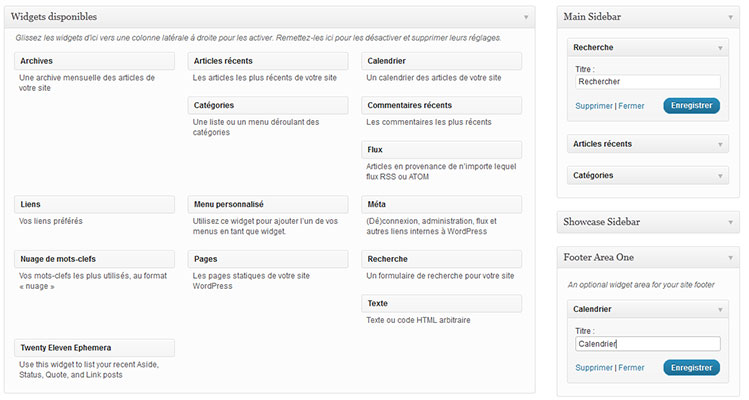 Widgets disponibles
Glissez les widgets d'ici vers une colonne latérale à droite pour les activer. Remettez-les ici pour les désactiver et supprimer leurs réglages.
Archives
Une archive mensuelle des articles de
votre site
Articles récents
Les articles les plus récents de votre site
Calendrier
Un calendrier des articles de votre site
Catégories
Une liste ou un menu déroulant des
catégories
Commentaires récents
Les commentaires les plus récents
Flux
Articles en provenance de n'importe lequel
flux RSS ou ATOM
Liens
Vos liens préférés
Menu personnalisé
Utilisez ce widget pour ajouter l'un de vos
menus en tant que widget.
Méta
(Dé)connexion, administration, flux et
autres liens internes à WordPress
Nuage de mots-clefs
Vos mots-clefs les plus utilisés, au format
« nuage »
Pages
Les pages statiques de votre site
WordPress
Recherche
Un formulaire de recherche pour votre site
Texte
Texte ou code HTML arbitraire
Twenty Eleven Ephemera
Use this widget to list your recent Aside,
Status, Quote, and Link posts
Main Sidebar
Recherche
Titre :
Rechercher
Supprimer | Fermer Enregistrer
Articles récents
Catégories
Showcase Sidebar
Footer Area One
An optional widget area for your site footer
Calendrier
Titre :
Calendrier
Supprimer | Fermer Enregistrer